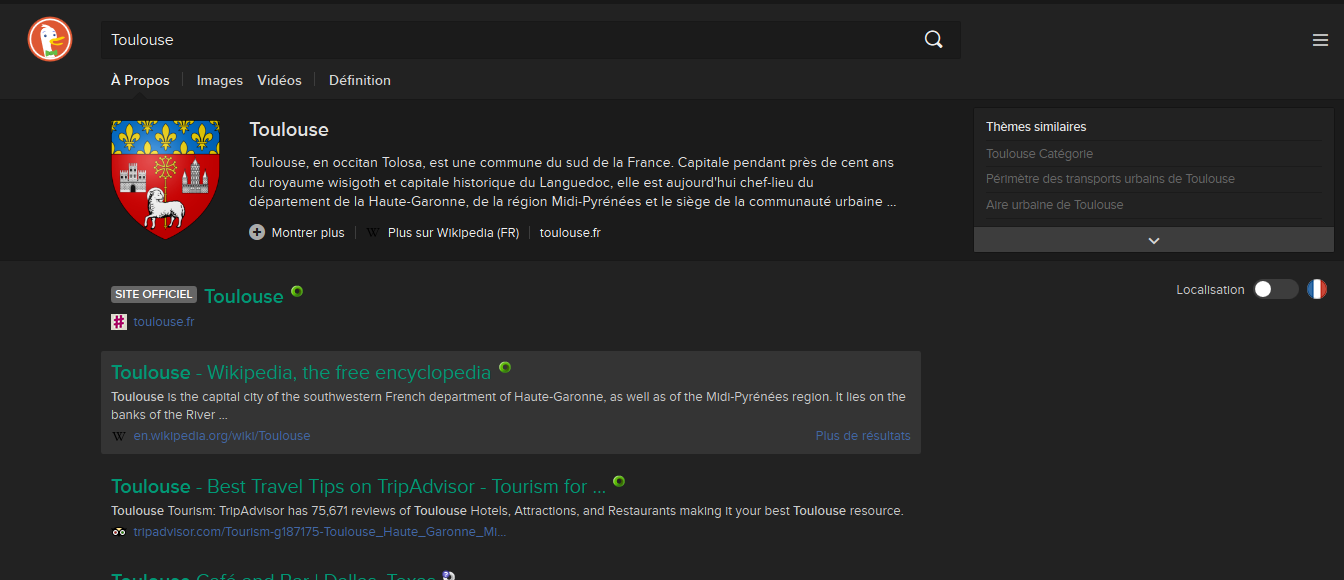 Toulouse
À Propos Images Vidéos Définition
Toulouse
Toulouse, en occitan Tolosa, est une commune du sud de la France. Capitale pendant près de cent ans
du royaume wisigoth et capitale historique du Languedoc, elle est aujourd'hui chef-lieu du
département de la Haute-Garonne, de la région Midi-Pyrénées et le siège de la communauté urbaine ...
Montrer plus W Plus sur Wikipedia (FR) toulouse.fr
Thèmes similaires
Toulouse Catégorie
Périmètre des transports urbains de Toulouse
Aire urbaine de Toulouse
Localisation
SITE OFFICIEL Toulouse
# toulouse.fr
Toulouse - Wikipedia, the free encyclopedia
Toulouse is the capital city of the southwestern French department of Haute-Garonne, as well as of the Midi-Pyrénées region. It lies on the
banks of the River ...
W en.wikipedia.org/wiki/Toulouse Plus de résultats
Toulouse - Best Travel Tips on TripAdvisor - Tourism for ...
Toulouse Tourism: TripAdvisor has 75,671 reviews of Toulouse Hotels, Attractions, and Restaurants making it your best Toulouse resource.
tripadvisor.com/Tourism-g187175-Toulouse_Haute_Garonne_Mi...
Toulouse Café and Bar | Dallas, Texas